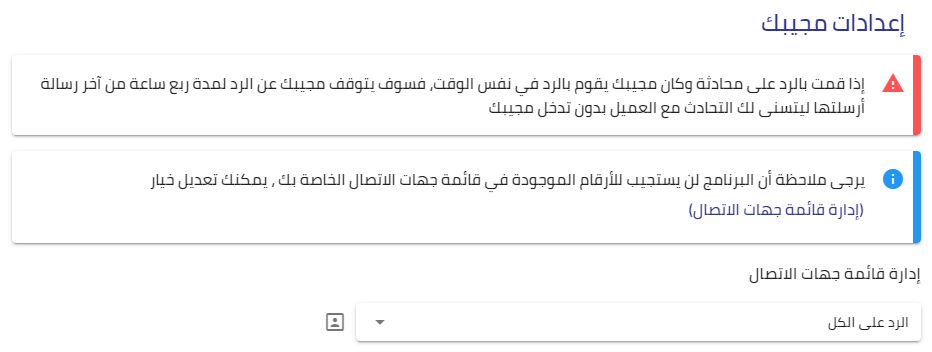 إعدادات مجيبك
إذا قمت بالرد على محادثة وكان مجيبك يقوم بالرد في نفس الوقت، فسوف يتوقف مجيبك عن الرد لمدة ربع ساعة من آخر رسالة
أرسلتها ليتسنى لك التحادث مع العميل بدون تدخل مجيبك
يرجى ملاحظة أن البرنامج لن يستجيب للأرقام الموجودة في قائمة جهات الاتصال الخاصة بك ، يمكنك تعديل خيار
(إدارة قائمة جهات الاتصال)
إدارة قائمة جهات الاتصال
الرد على الكل